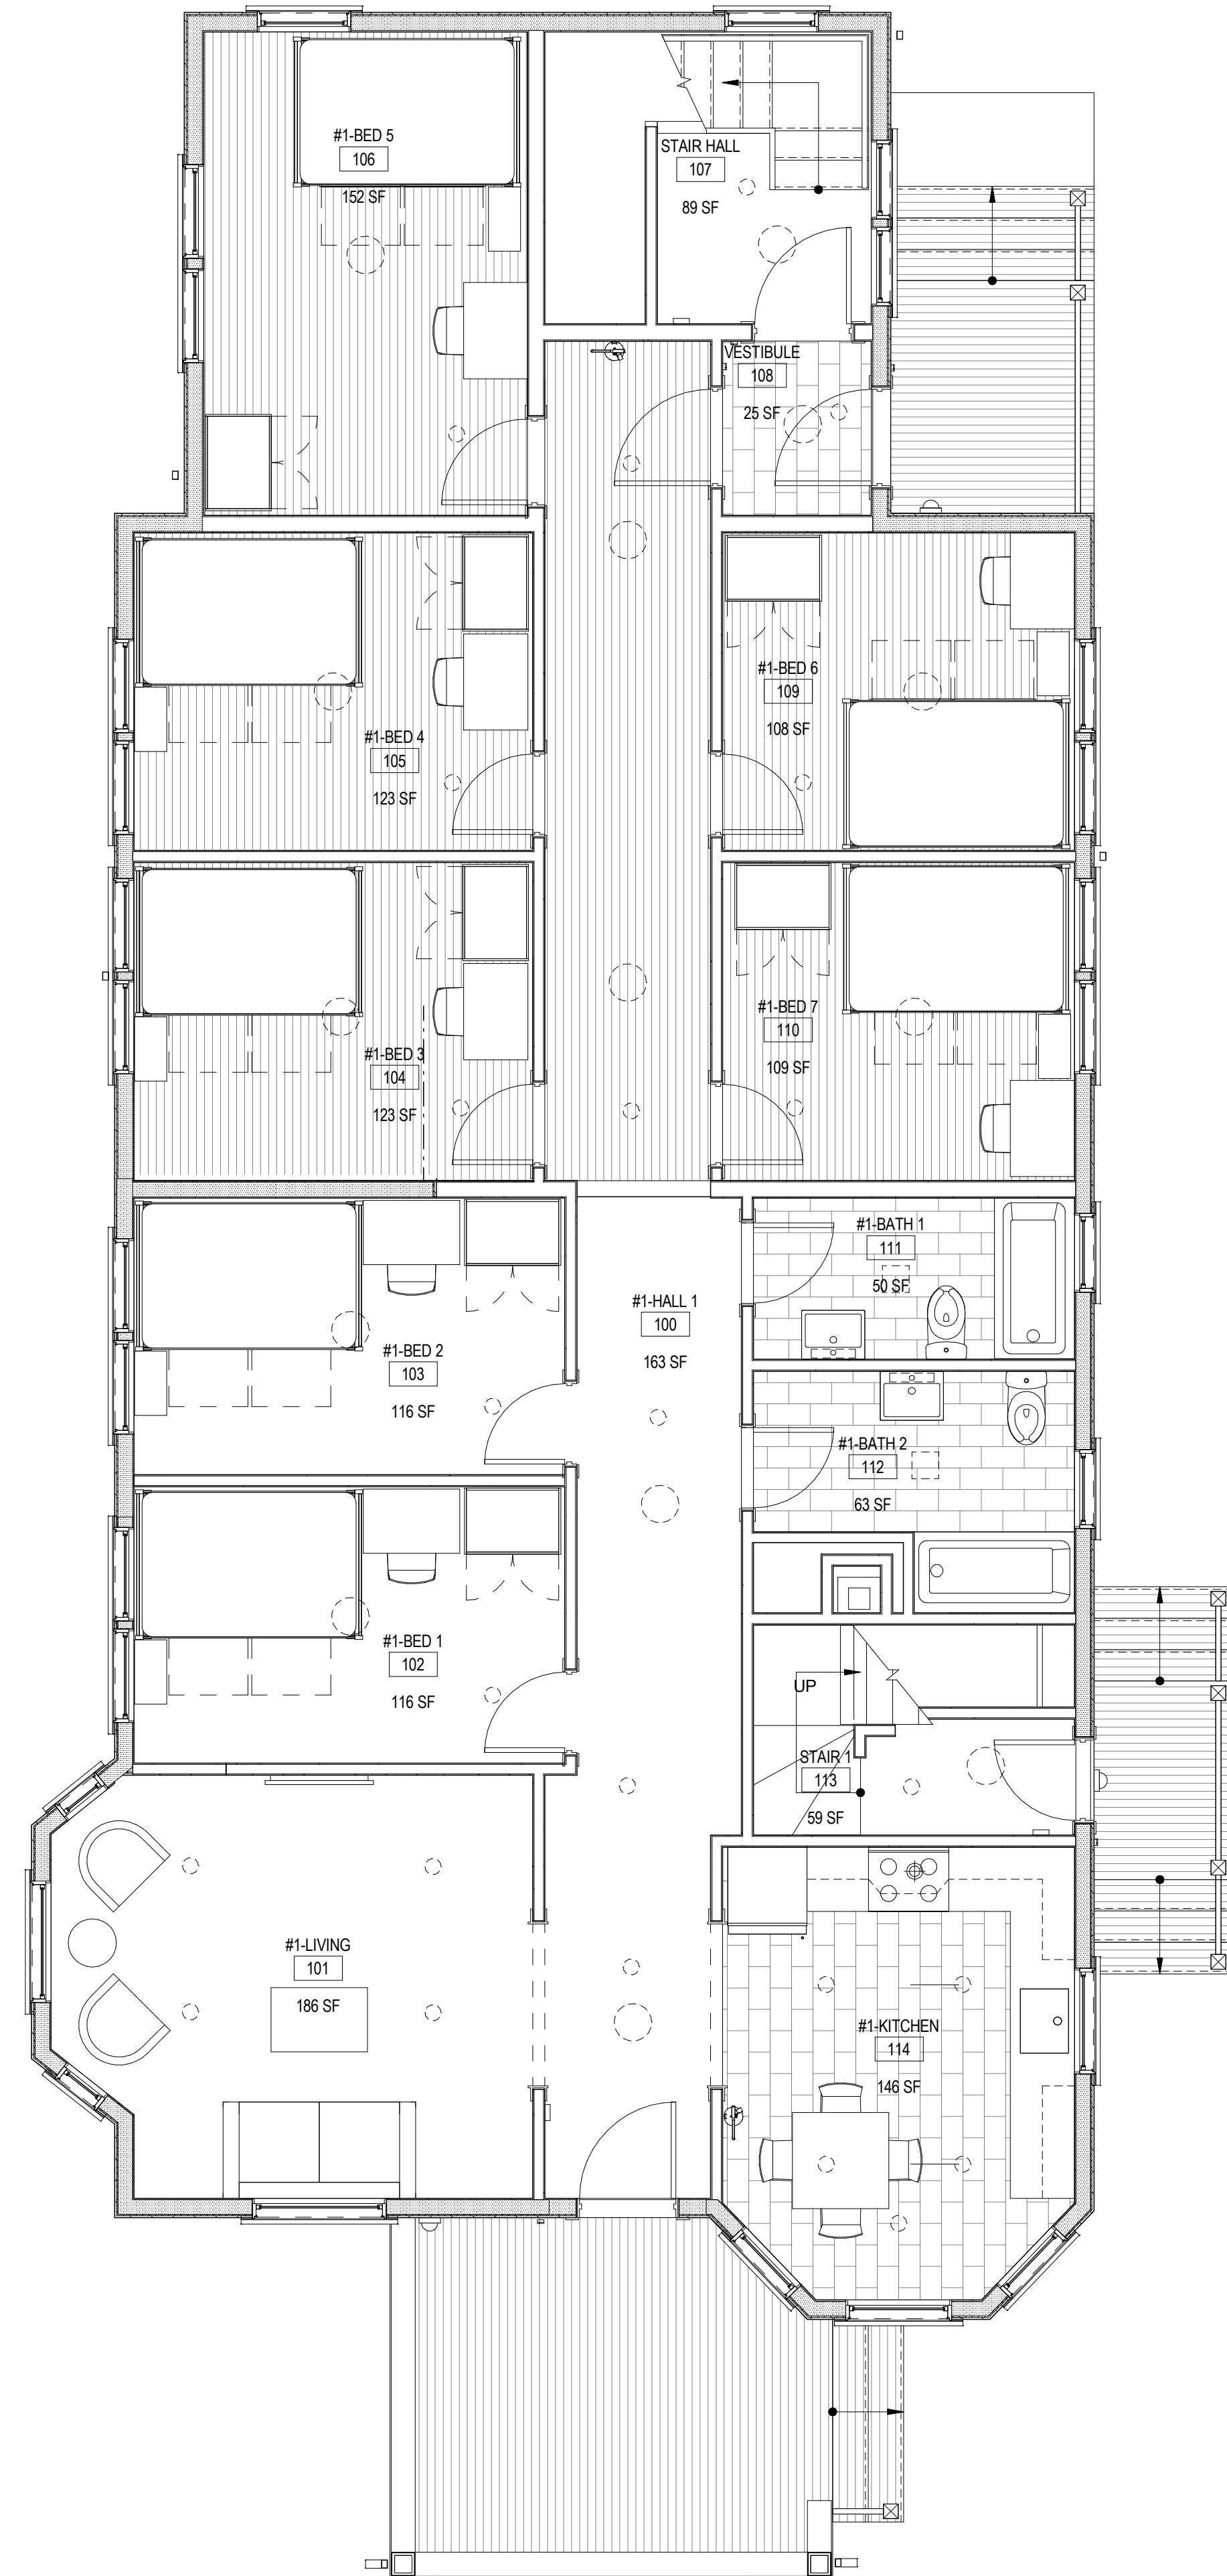 #1-BED 5
106
152 SF
STAIR HALL
107
89 SF
VESTIBULE
108
25 SF
#1-BED 4
105
123 SF
#1-BED 6
109
108 SF
#1-BED 3
104
123 SF
#1-BED 7
110
109 SF
#1-BED 2
103
116 SF
#1-HALL 1
100
163 SF
#1-BATH 1
111
50 SF
#1-BATH 2
112
63 SF
#1-BED 1
102
116 SF
UP
STAIR 1
113
59 SF
#1-LIVING
101
186 SF
#1-KITCHEN
114
146 SF